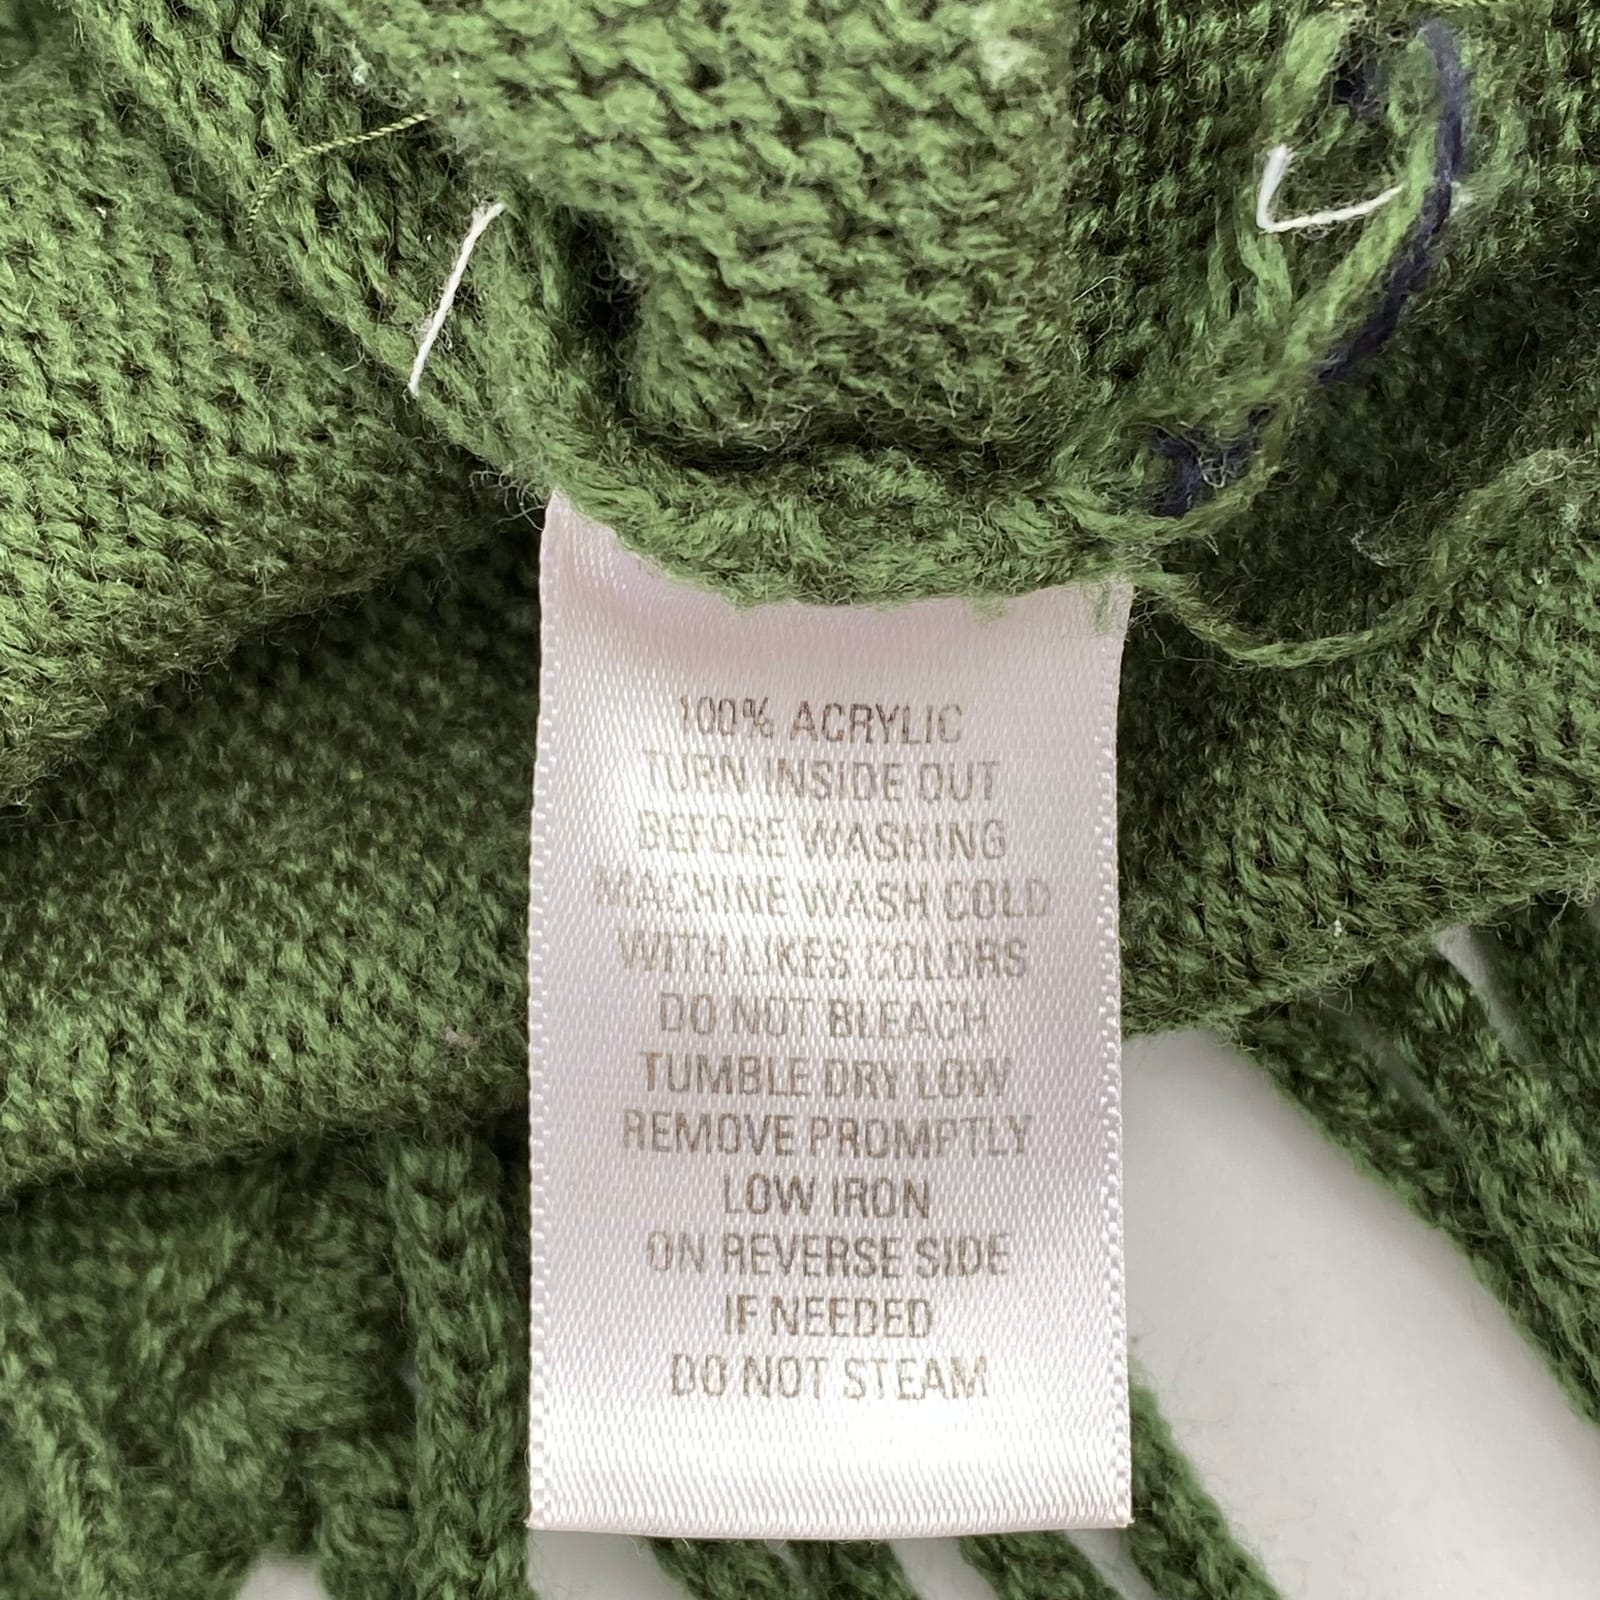 100% ACRYLIC
TURN INSIDE OUT
BEFORE WASHING
MACHINE WASH COLD
WITH LIKES COLORS
DO NOT BLEACH
TUMBLE DRY LOW
REMOVE PROMPTLY
LOW IRON
ON REVERSE SIDE
IF NEEDED
DO NOT STEAM